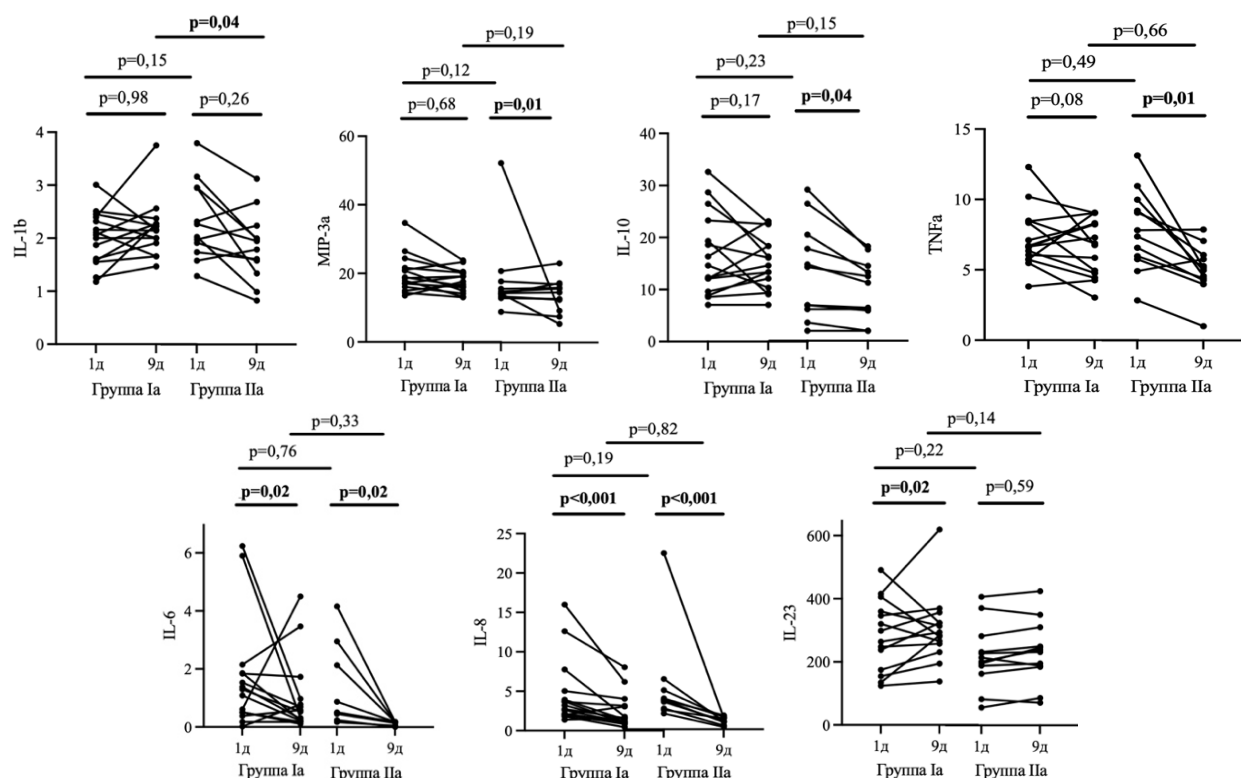 p=0,04
p=0,15
p=0,98 p=0,26
IL-1b
4
3
2
1
0
1д 9д 1д 9д
Группа Ia Группа IIa
p=0,19
p=0,12
p=0,68 p=0,01
MIP-3a
60
40
20
0
1д 9д 1д 9д
Группа Ia Группа IIa
p=0,15
p=0,23
p=0,17 p=0,04
IL-10
40
30
20
10
0
1д 9д 1д 9д
Группа Ia Группа IIa
p=0,66
p=0,49
p=0,08 p=0,01
TNFa
15
10
5
0
1д 9д 1д 9д
Группа Ia Группа IIa
p=0,33
p=0,76
p=0,02 p=0,02
IL-6
6
4
2
0
1д 9д 1д 9д
Группа Ia Группа IIa
p=0,82
p=0,19
p<0,001 p<0,001
IL-8
25
20
15
10
5
0
1д 9д 1д 9д
Группа Ia Группа IIa
p=0,14
p=0,22
p=0,02 p=0,59
IL-23
600
400
200
0
1д 9д 1д 9д
Группа Ia Группа IIa